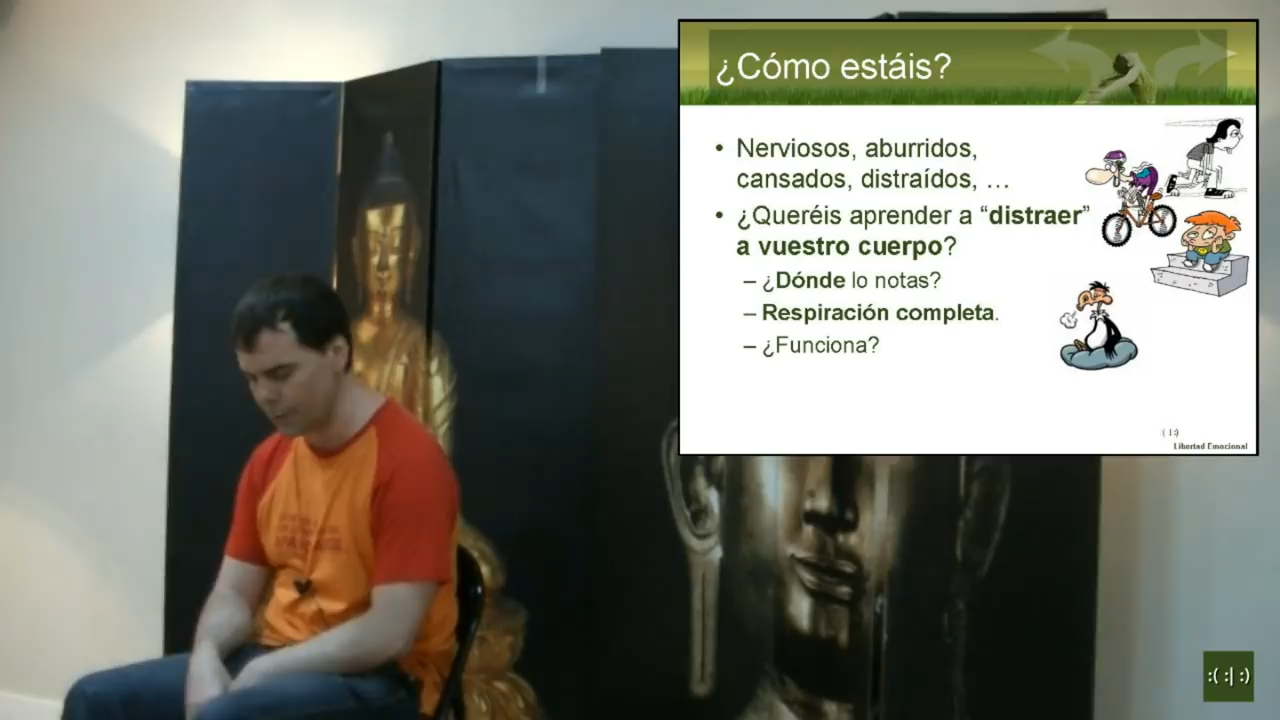 ¿Cómo estáis?
• Nerviosos, aburridos,
cansados, distraídos, …
• ¿Queréis aprender a “distraer”
a vuestro cuerpo?
– ¿Dónde lo notas?
– Respiración completa.
– ¿Funciona?
:( :| :)
Libertad Emocional
:( :| :)